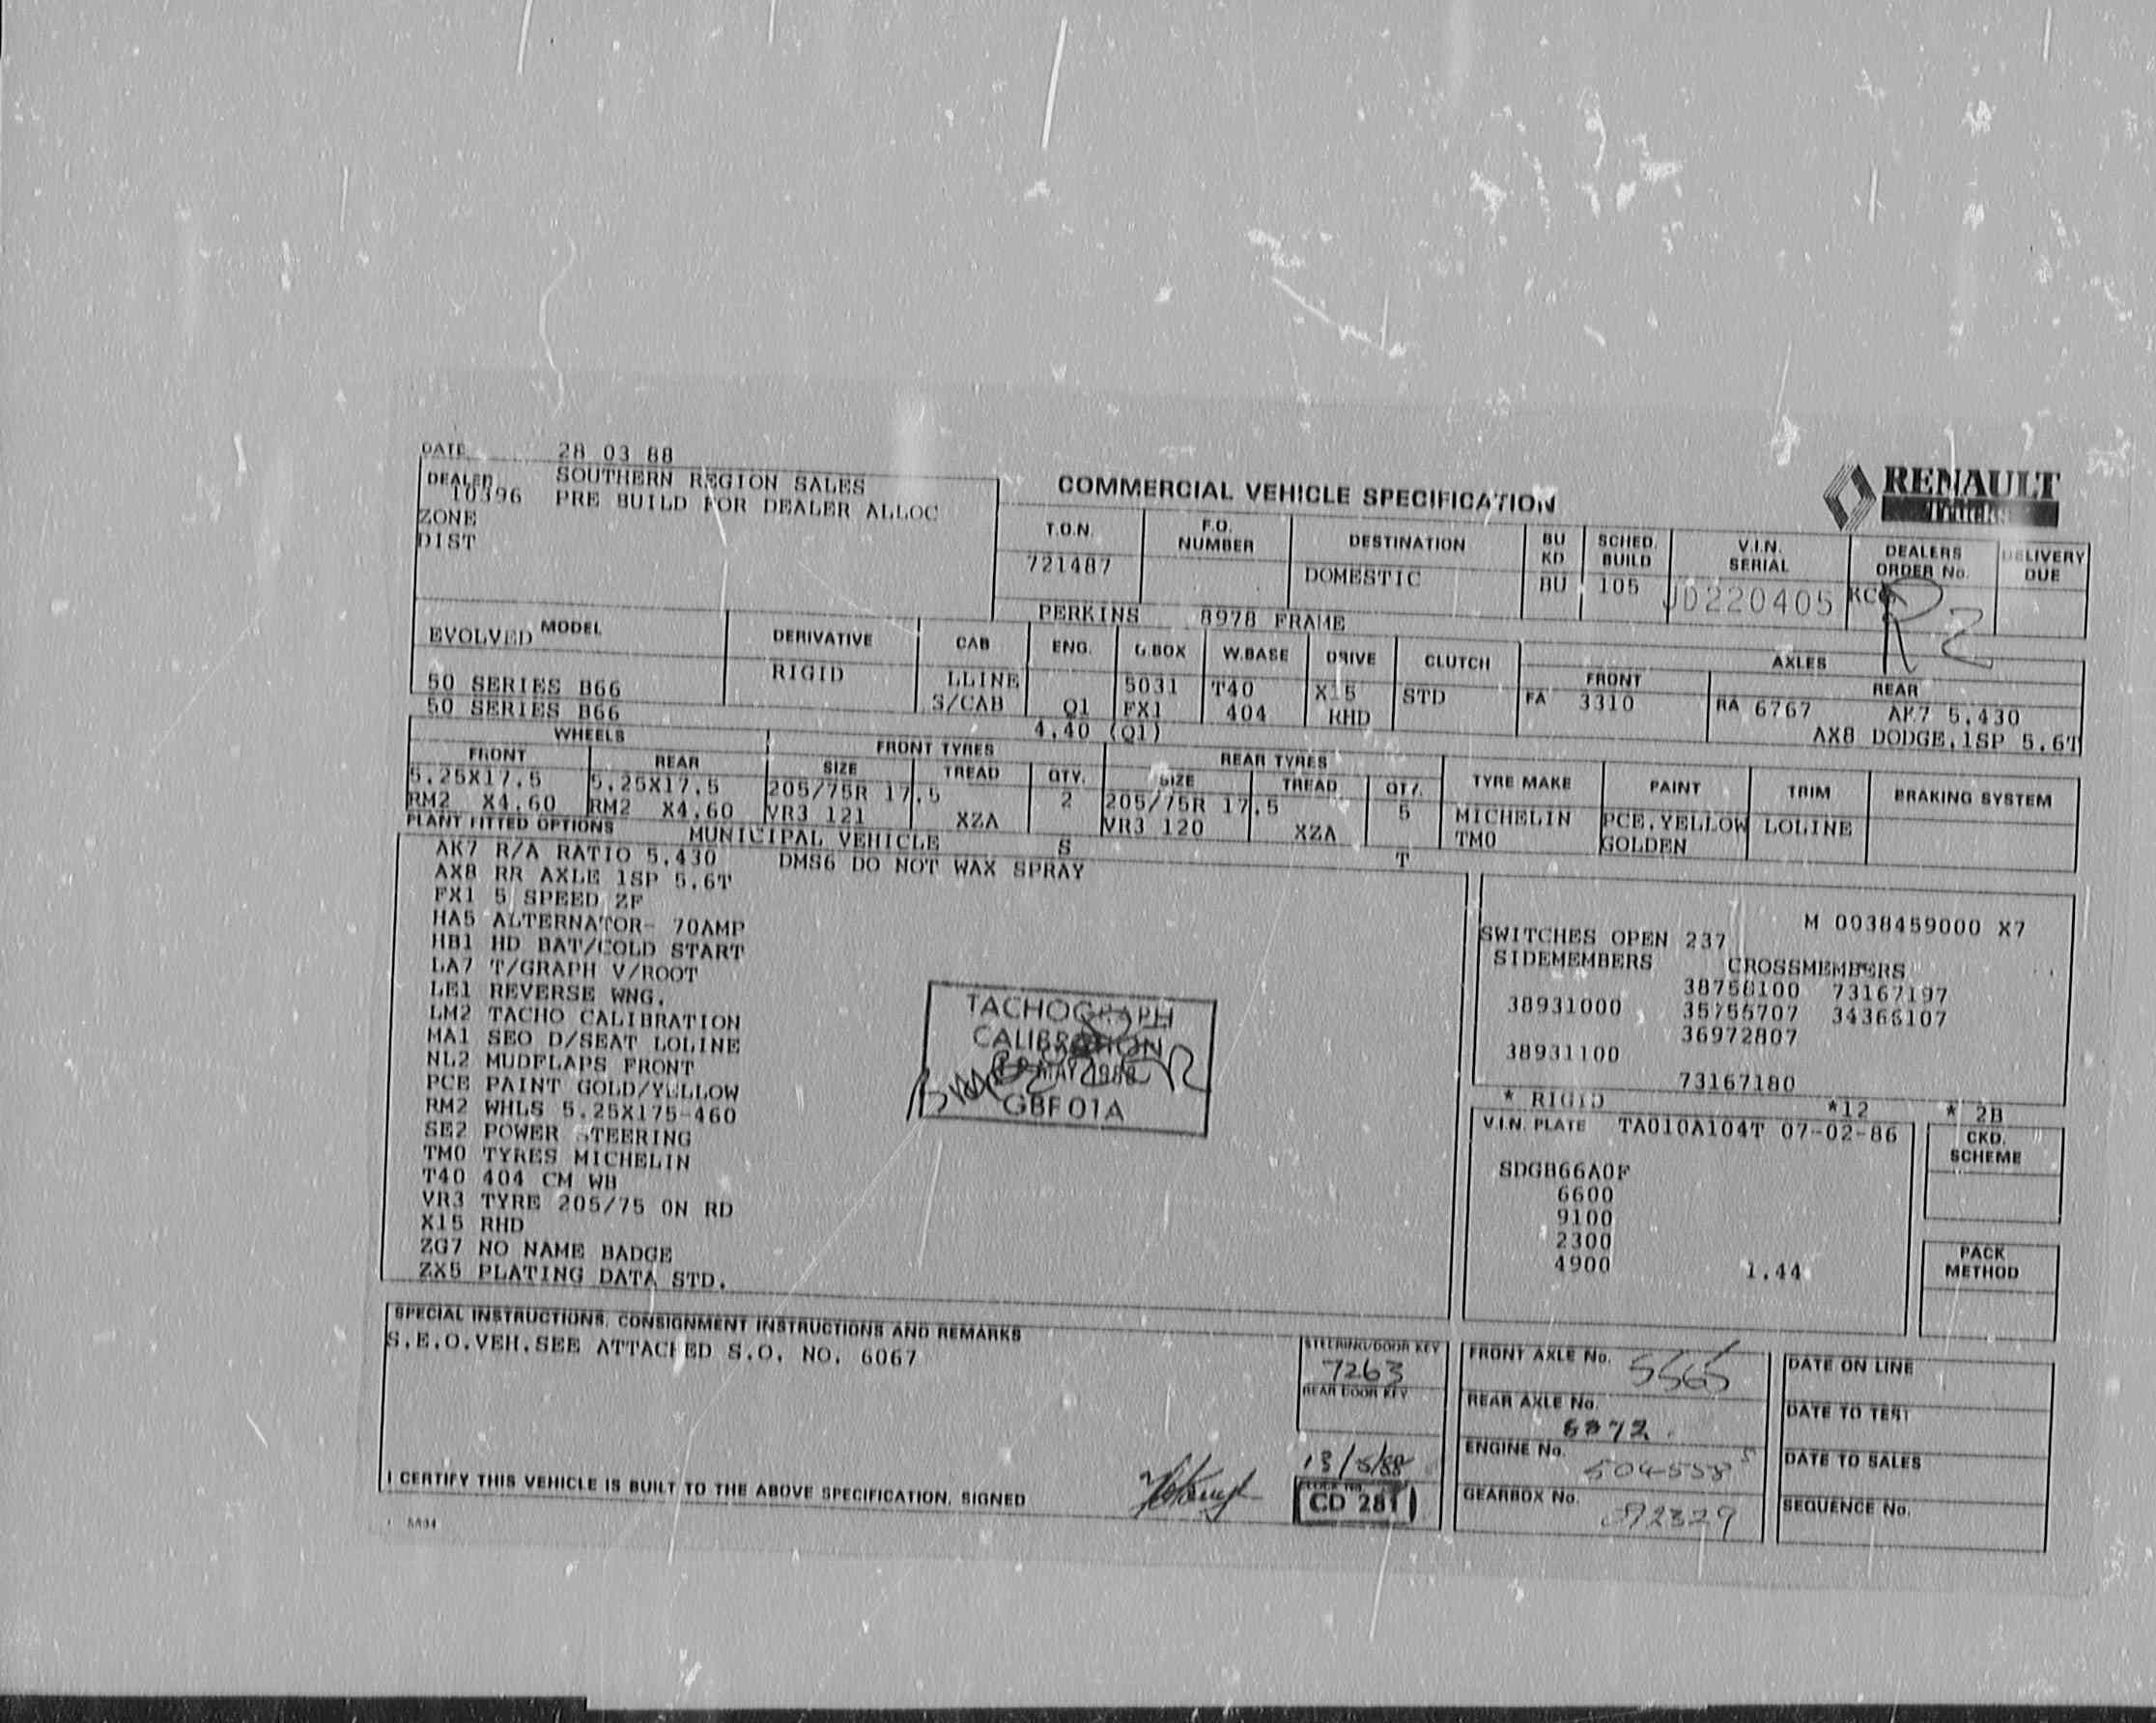 DATE 28 03 88
DEALER SOUTHERN REGION SALES
10396 PRE BUILD FOR DEALER ALLOC
ZONE
DIST
COMMERCIAL VEHICLE SPECIFICATION
RENAULT
Trucks
T.O.N. F.O. NUMBER DESTINATION BU KD SCHED. BUILD V.I.N. SERIAL DEALERS ORDER No. DELIVERY DUE
721487 DOMESTIC BU 105 JD220405 R2
PERKINS 8978 FRAME
MODEL DERIVATIVE CAB ENG. G.BOX W.BASE DRIVE CLUTCH AXLES
FRONT REAR
EVOLVED
50 SERIES B66 RIGID LLINE 5031 T40 X15 STD FA 3310 RA 6767 AK7 5.430
50 SERIES B66 S/CAB Q1 FX1 404 RHD AX8 DODGE,1SP 5.6T
4.40 (Q1)
WHEELS FRONT TYRES REAR TYRES
FRONT REAR SIZE TREAD QTY. SIZE TREAD QTY. TYRE MAKE PAINT TRIM BRAKING SYSTEM
5.25X17.5 5.25X17.5 205/75R 17.5 2 205/75R 17.5 5 MICHELIN PCE.YELLOW LOLINE
RM2 X4.60 RM2 X4.60 VR3 121 XZA VR3 120 XZA TMO GOLDEN
PLANT FITTED OPTIONS MUNICIPAL VEHICLE S T
AK7 R/A RATIO 5.430 DMS6 DO NOT WAX SPRAY
AX8 RR AXLE 1SP 5.6T
FX1 5 SPEED ZF
HA5 ALTERNATOR- 70AMP
HB1 HD BAT/COLD START
LA7 T/GRAPH V/ROOT
LE1 REVERSE WNG.
LM2 TACHO CALIBRATION
MA1 SEO D/SEAT LOLINE
NL2 MUDFLAPS FRONT
PCE PAINT GOLD/YELLOW
RM2 WHLS 5.25X175-460
SE2 POWER STEERING
TMO TYRES MICHELIN
T40 404 CM WB
VR3 TYRE 205/75 ON RD
X15 RHD
ZG7 NO NAME BADGE
ZX5 PLATING DATA STD.
TACHOGRAPH
CALIBRATION
MAY 1988
GBF 01A
M 0038459000 X7
SWITCHES OPEN 237
SIDEMEMBERS CROSSMEMBERS
38758100 73167197
38931000 35755707 34366107
36972807
38931100
73167180
* RIGID *12 * 2B
V.I.N. PLATE TA010A104T 07-02-86
SDGB66A0F
6600
9100
2300
4900 1.44
CKD. SCHEME
PACK METHOD
SPECIAL INSTRUCTIONS, CONSIGNMENT INSTRUCTIONS AND REMARKS
S.E.O.VEH.SEE ATTACHED S.O. NO. 6067
I CERTIFY THIS VEHICLE IS BUILT TO THE ABOVE SPECIFICATION, SIGNED
STEERING/DOOR KEY
7263
REAR DOOR KEY
13/5/88
CD 281
FRONT AXLE No. 5565
REAR AXLE No.
6872
ENGINE No.
GEARBOX No.
DATE ON LINE
DATE TO TEST
DATE TO SALES
SEQUENCE No.